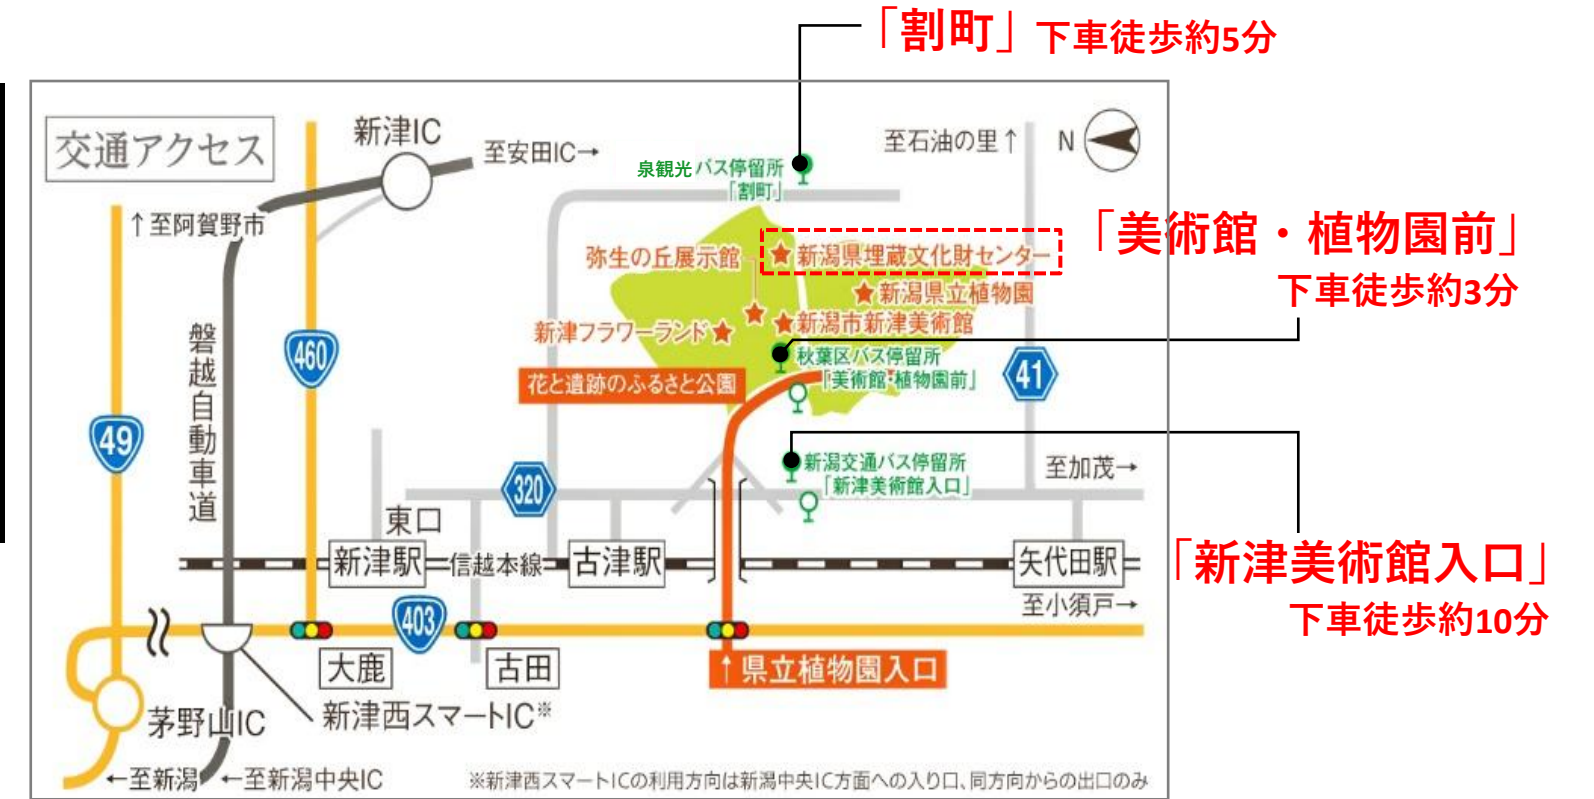 「割町」下車徒歩約5分
交通アクセス
新津IC
至安田IC→
至石油の里↑
N
泉観光バス停留所
「割町」
↑至阿賀野市
「美術館・植物園前」
下車徒歩約3分
弥生の丘展示館
新潟県埋蔵文化財センター
新潟県立植物園
新津フラワーランド
新潟市新津美術館
磐越自動車道
460
秋葉区バス停留所
「美術館・植物園前」
花と遺跡のふるさと公園
41
49
新潟交通バス停留所
「新津美術館入口」
至加茂→
320
東口
新津駅
信越本線
古津駅
矢代田駅
「新津美術館入口」
下車徒歩約10分
至小須戸→
403
大鹿
古田
↑県立植物園入口
茅野山IC
新津西スマートIC※
←至新潟
←至新潟中央IC
※新津西スマートICの利用方向は新潟中央IC方面への入り口、同方向からの出口のみ